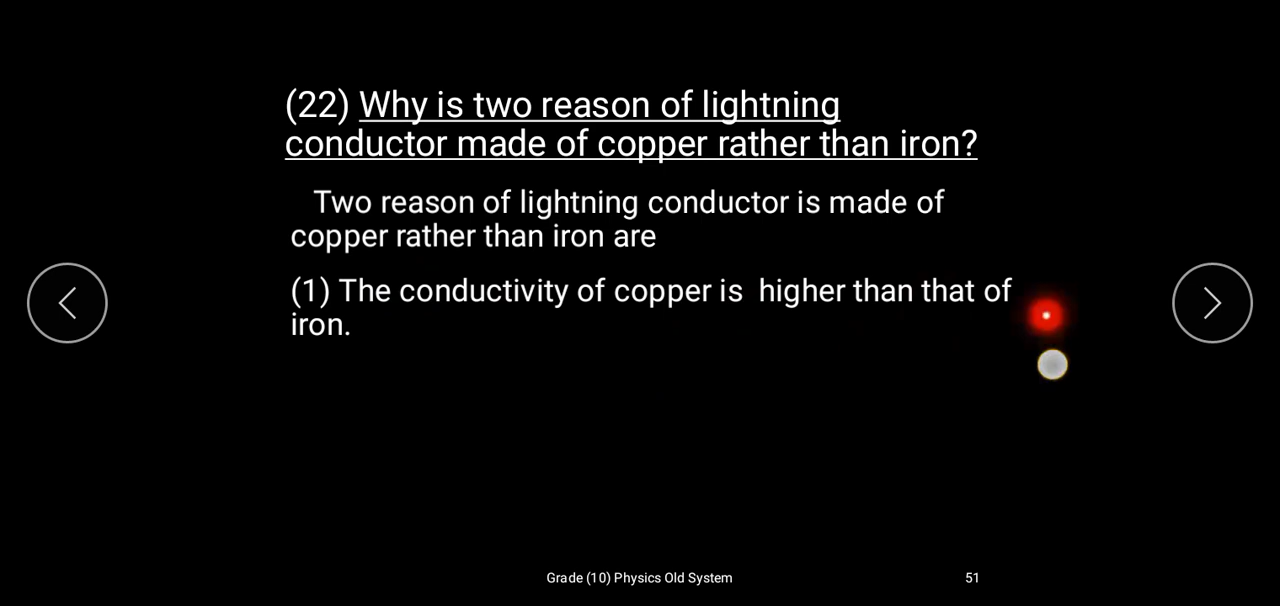 (22) Why is two reason of lightning
conductor made of copper rather than iron?
Two reason of lightning conductor is made of
copper rather than iron are
(1) The conductivity of copper is  higher than that of
iron.
Grade (10) Physics Old System
51